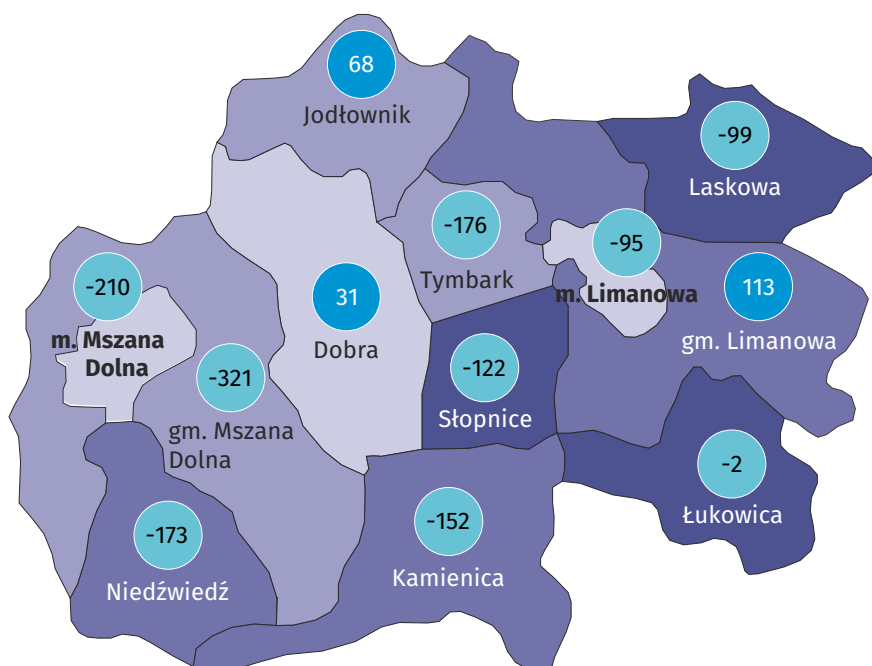 68
Jodłownik
-99
Laskowa
-176
Tymbark
-95
m. Limanowa
113
gm. Limanowa
-210
m. Mszana
Dolna
31
Dobra
-321
gm. Mszana
Dolna
-122
Słopnice
-2
Łukowica
-173
Niedźwiedź
-152
Kamienica